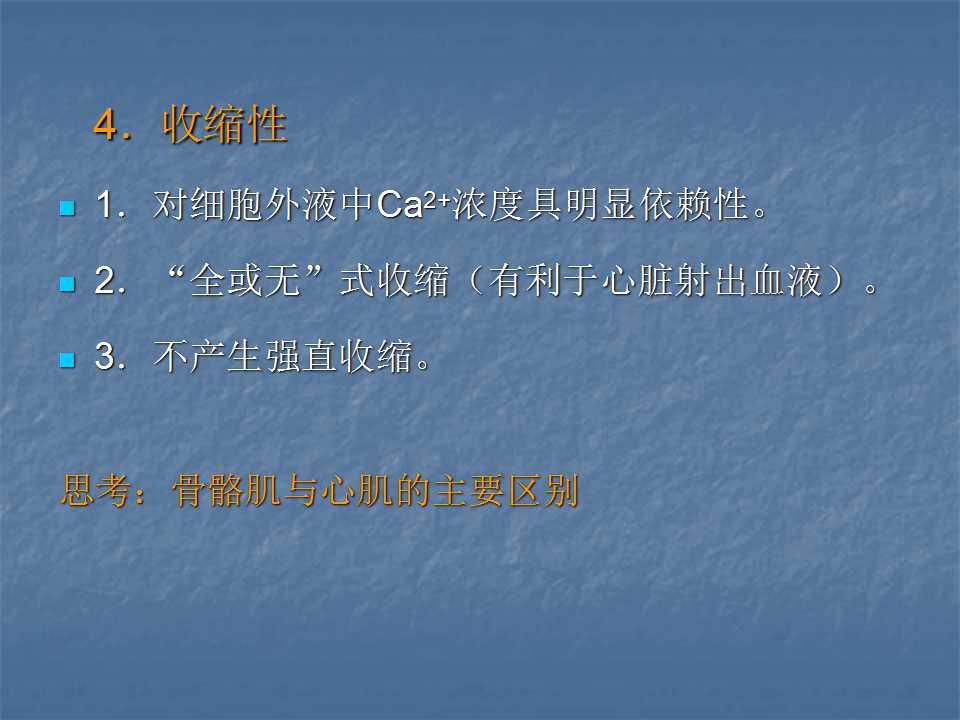 4．收缩性
1．对细胞外液中Ca²⁺浓度具明显依赖性。
2．“全或无”式收缩（有利于心脏射出血液）。
3．不产生强直收缩。
思考：骨骼肌与心肌的主要区别